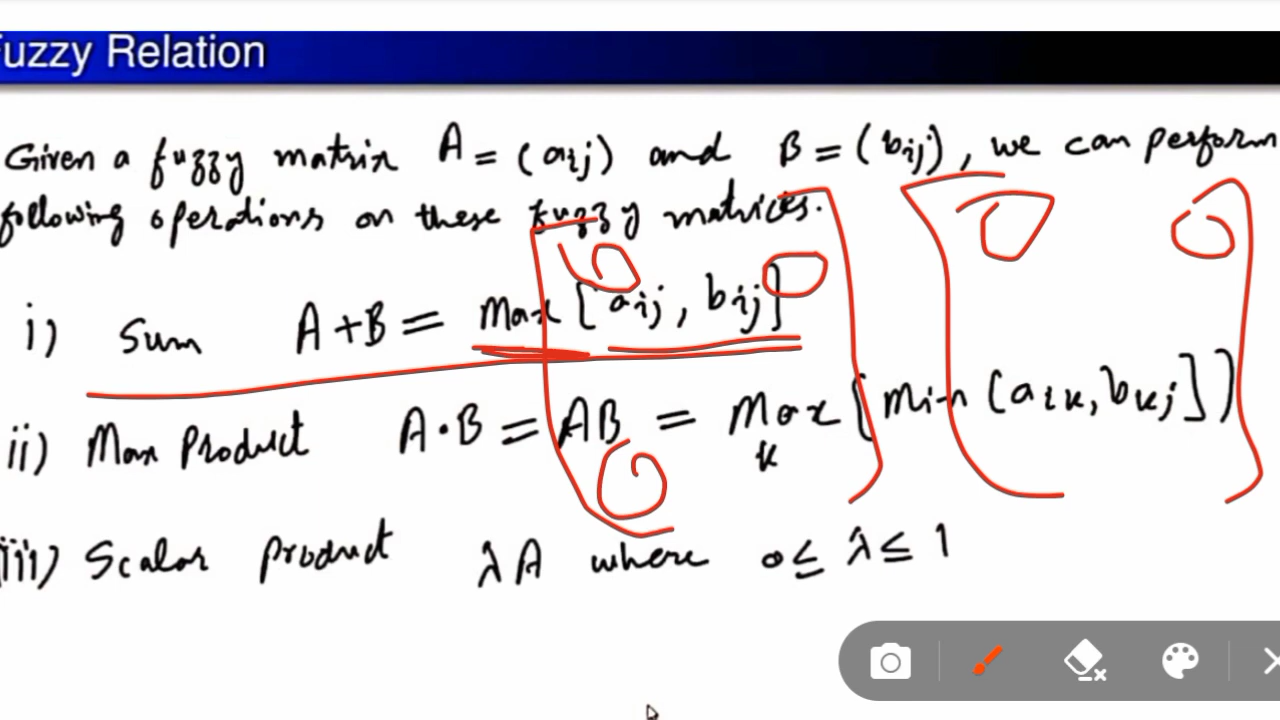 uzzy Relation
Given a fuzzy matrix A = (aij) and B = (bij), we can perform
following operations on these fuzzy matrices.
i) Sum A+B = Max [aij, bij]
ii) Max Product A·B = AB = Max k {min (aik, bkj])}
iii) Scalar product λA where 0 ≤ λ ≤ 1